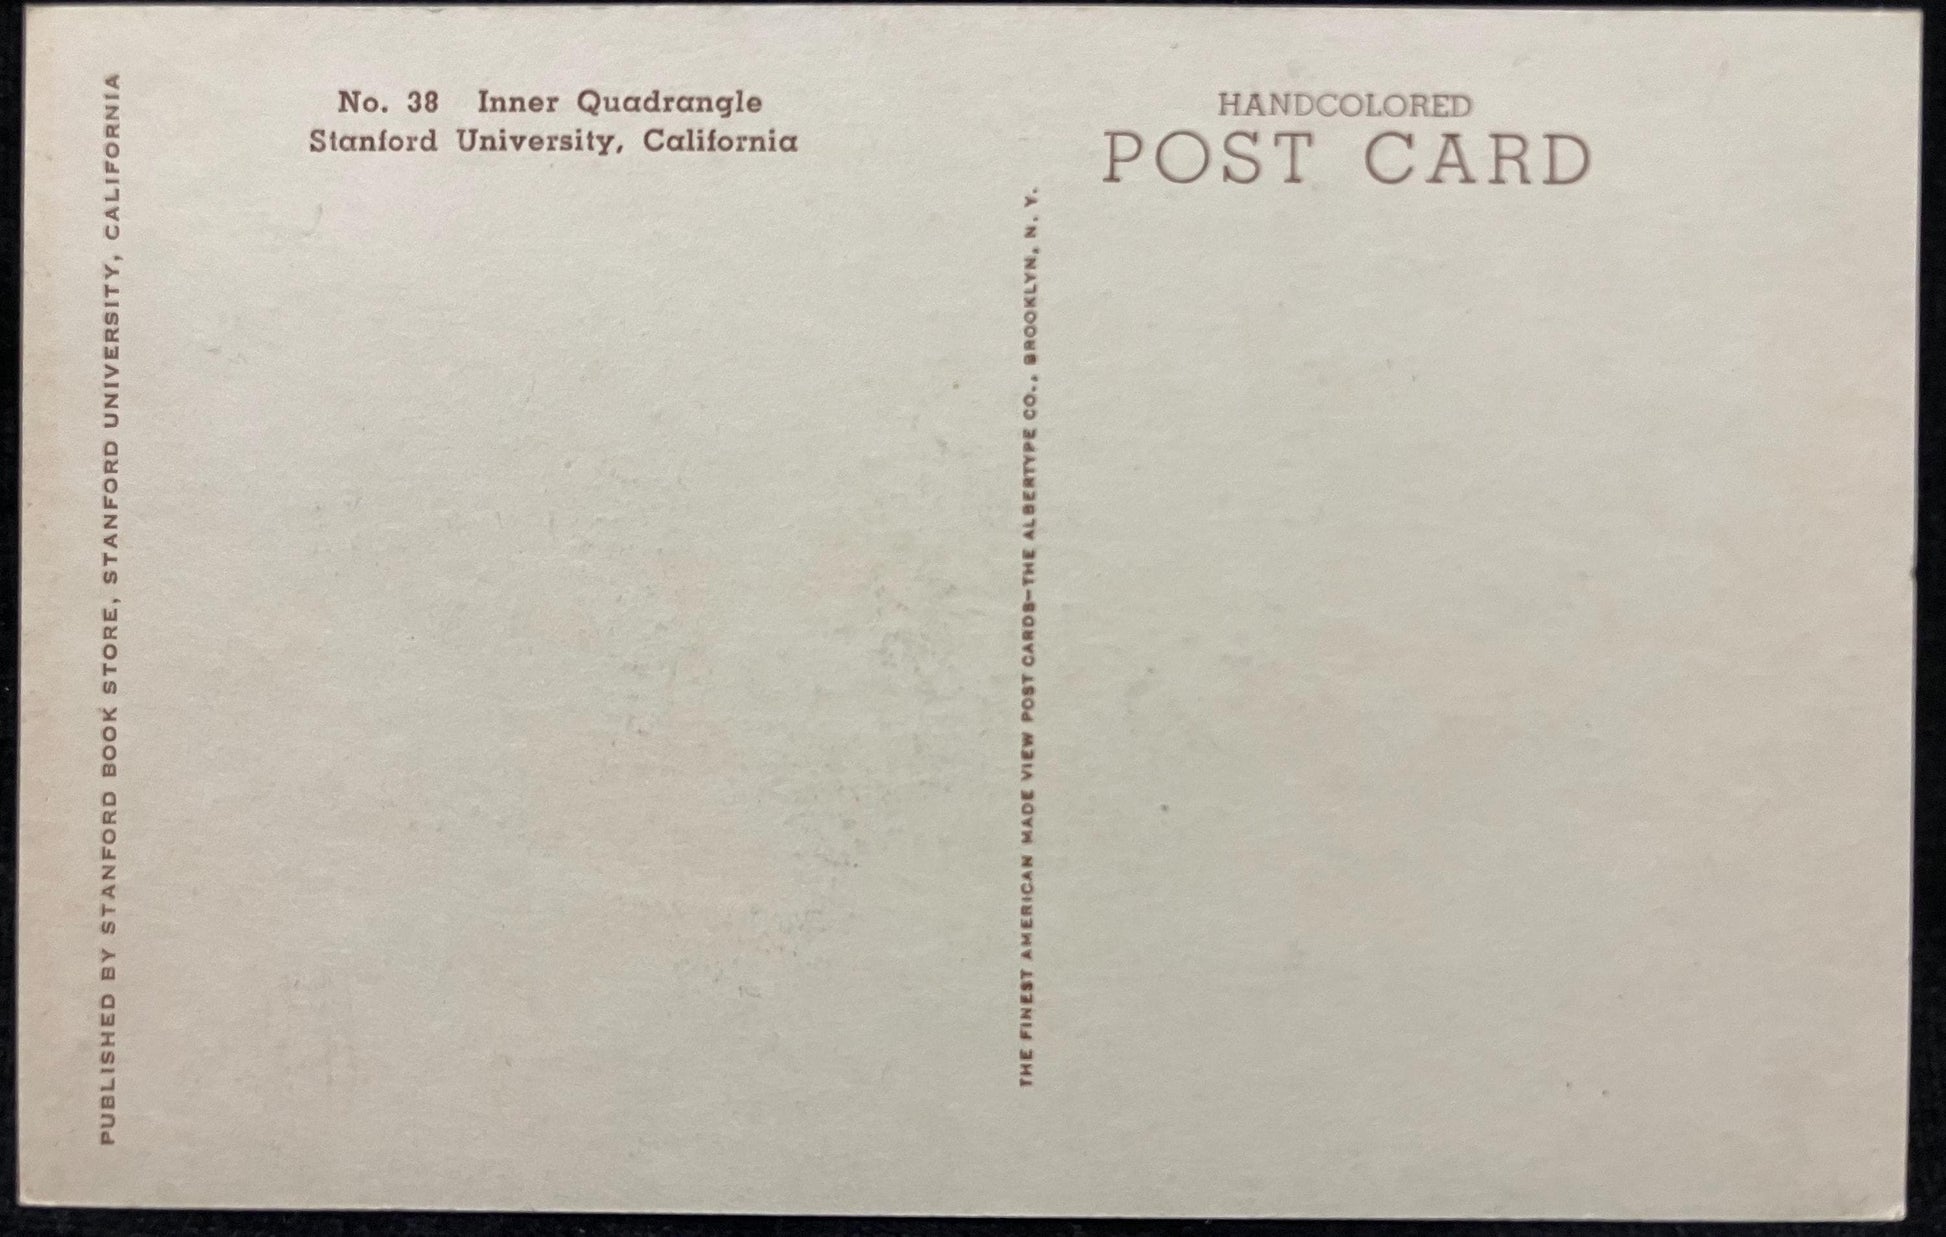 PUBLISHED BY STANFORD BOOK STORE, STANFORD UNIVERSITY, CALIFORNIA
No. 38 Inner Quadrangle
Stanford University, California
THE FINEST AMERICAN MADE VIEW POST CARDS—THE ALBERTYPE CO., BROOKLYN, N. Y.
HANDCOLORED
POST CARD